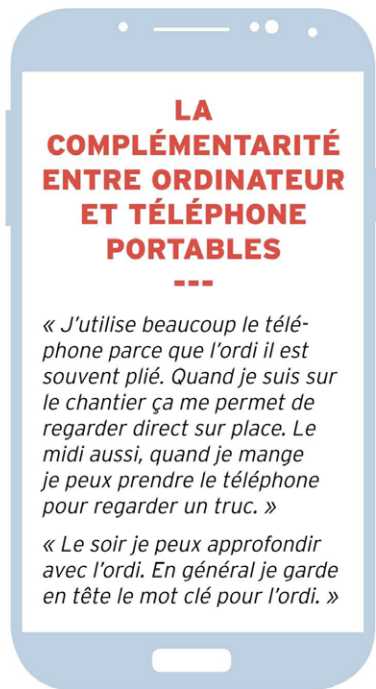 LA
COMPLÉMENTARITÉ
ENTRE ORDINATEUR
ET TÉLÉPHONE
PORTABLES
---
« J'utilise beaucoup le télé-
phone parce que l'ordi il est
souvent plié. Quand je suis sur
le chantier ça me permet de
regarder direct sur place. Le
midi aussi, quand je mange
je peux prendre le téléphone
pour regarder un truc. »
« Le soir je peux approfondir
avec l'ordi. En général je garde
en tête le mot clé pour l'ordi. »